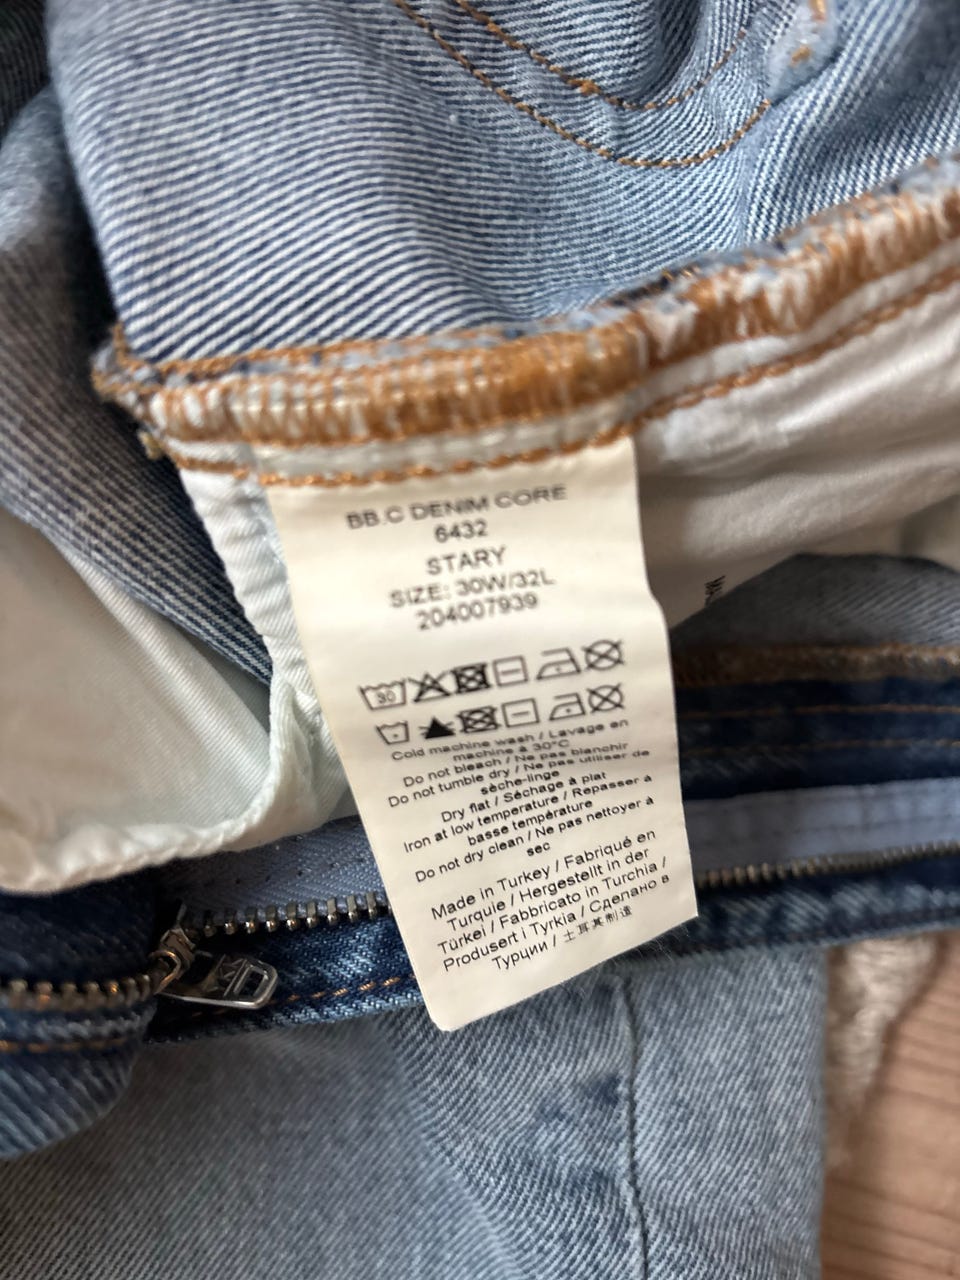 BB.C DENIM CORE
6432
STARY
SIZE: 30W/32L
204007939
30
Cold machine wash / Lavage en
machine à 30°C
Do not bleach / Ne pas blanchir
Do not tumble dry / Ne pas utiliser de
sèche-linge
Dry flat / Séchage à plat
Iron at low temperature / Repasser à
basse température
Do not dry clean / Ne pas nettoyer à
sec
Made in Turkey / Fabriqué en
Turquie / Hergestellt in der
Türkei / Fabbricato in Turchia /
Produsert i Tyrkia / Сделано в
Турции / 土耳其制造